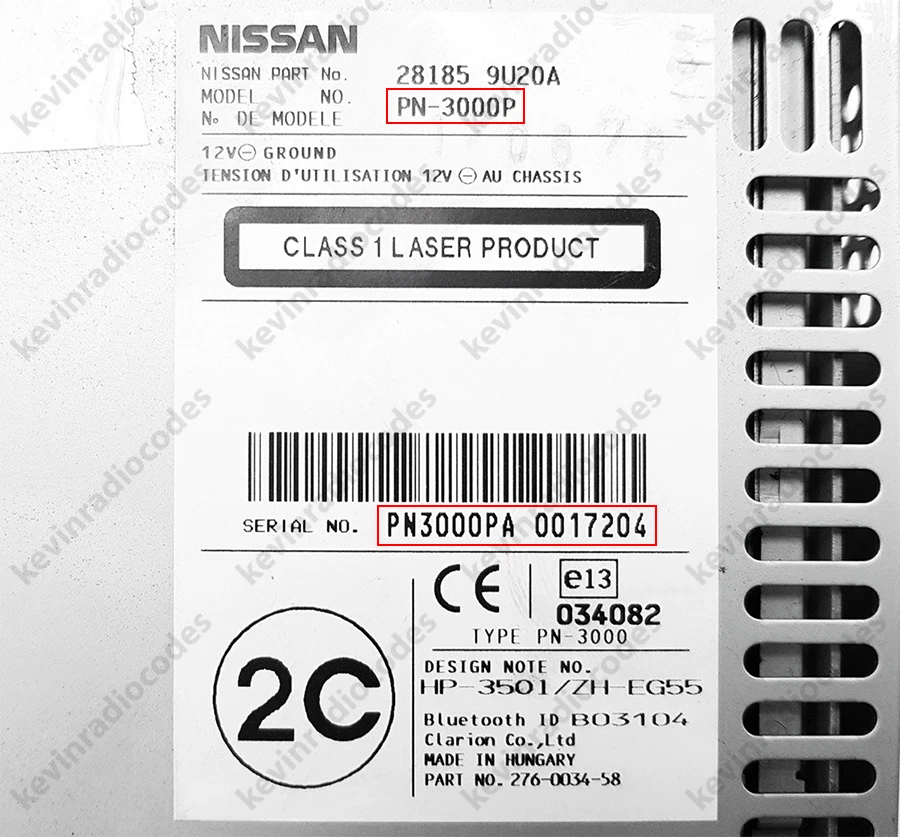 NISSAN
NISSAN PART No. 28185 9U20A
MODEL NO. PN-3000P
No DE MODELE
12V⊖ GROUND
TENSION D'UTILISATION 12V ⊖ AU CHASSIS
CLASS 1 LASER PRODUCT
SERIAL NO. PN3000PA 0017204
CE
e13
034082
TYPE PN-3000
2C
DESIGN NOTE NO.
HP-3501/ZH-EG55
Bluetooth ID B03104
Clarion Co.,Ltd
MADE IN HUNGARY
PART NO. 276-0034-58
kevinradiocodes